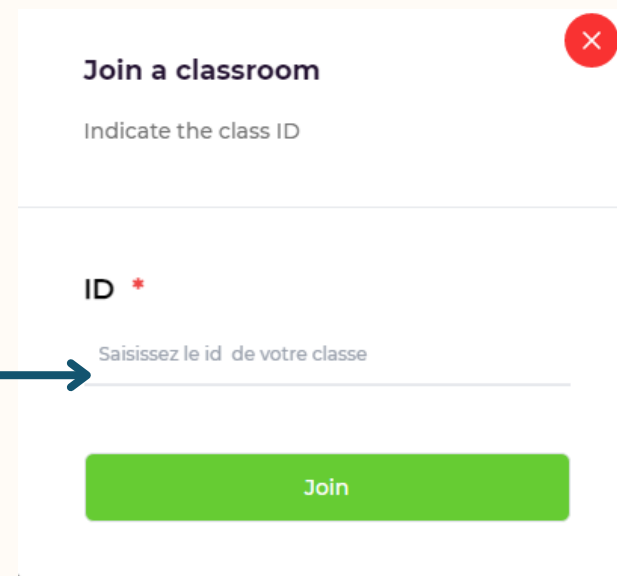 Join a classroom
Indicate the class ID
ID *
Saisissez le id de votre classe
Join